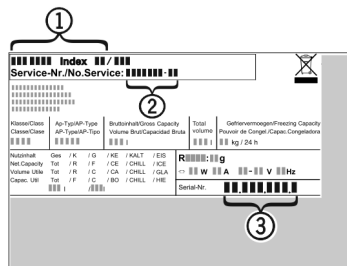 ①
Index /
Service-Nr./No.Service: -
②
Klasse/Class Ap-Typ/AP-Type Bruttoinhalt/Gross Capacity Total Gefriervermoegen/Freezing Capacity
Classe/Clase AP-Type/AP-Tipo Volume Brut/Capacidad Bruta volume Pouvoir de Congel./Capac.Congeladora
l l kg / 24 h
Nutzinhalt Ges / K / G / KE / KALT / EIS
Net.Capacity Tot / R / F / CE / CHILL / ICE
Volume Utile Tot / R / C / CA / CHILL / GLA
Capac. Util Tot / F / C / BO / CHILL / HIE
l / l
R : g
W A - V Hz
Serial-Nr. . . .
③